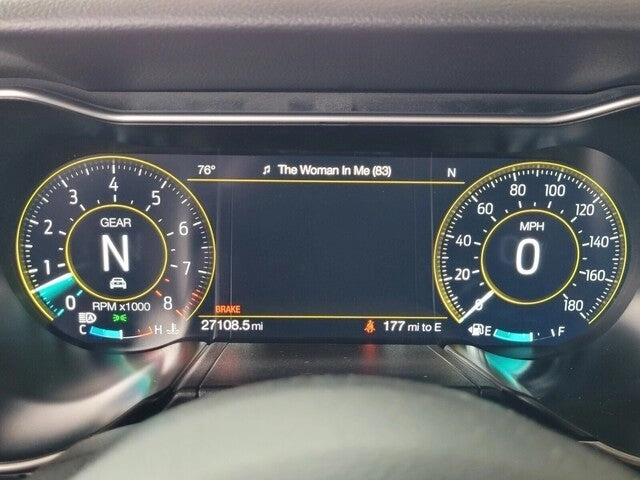 76° ♫ The Woman In Me (83) N
0 1 2 3 4 5 6 7 8
GEAR
N
RPM x1000
C H
BRAKE
27108.5 mi 177 mi to E
0 20 40 60 80 100 120 140 160 180
MPH
0
E F